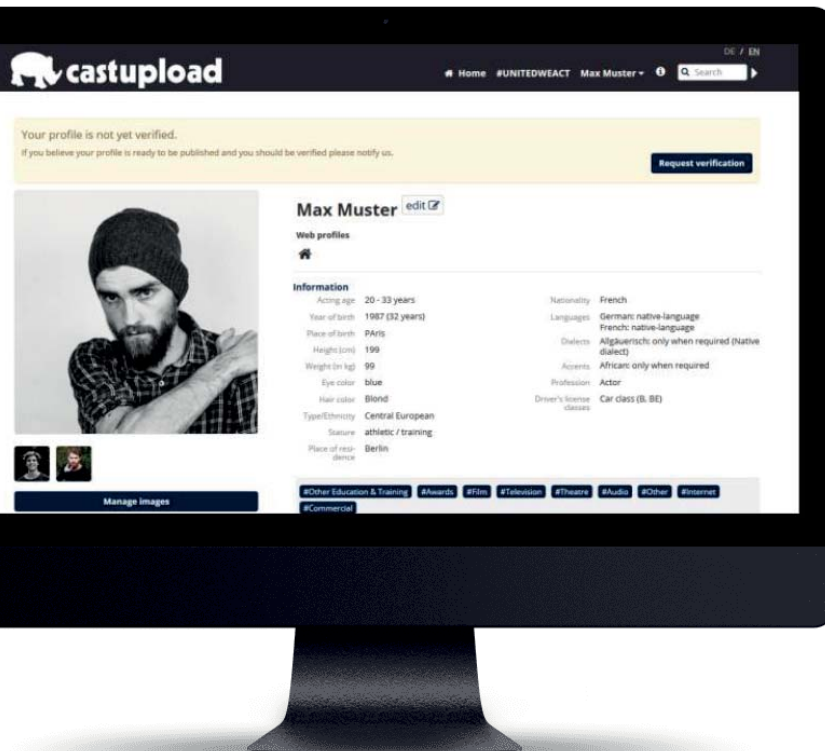 DE / EN
castupload
Home #UNITEDWEACT Max Muster Search
Your profile is not yet verified.
If you believe your profile is ready to be published and you should be verified please notify us.
Request verification
Max Muster edit
Web profiles
Information
Acting age 20 - 33 years
Year of birth 1987 (32 years)
Place of birth PAris
Height (cm) 199
Weight (in kg) 99
Eye color blue
Hair color Blond
Type/Ethnicity Central European
Stature athletic / training
Place of resi-
dence Berlin
Nationality French
Languages German: native-language
French: native-language
Dialects Allgäuerisch: only when required (Native
dialect)
Accents African: only when required
Profession Actor
Driver's license Car class (B, BE)
classes
Manage images
#Other Education & Training #Awards #Film #Television #Theatre #Audio #Other #Internet
#Commercial